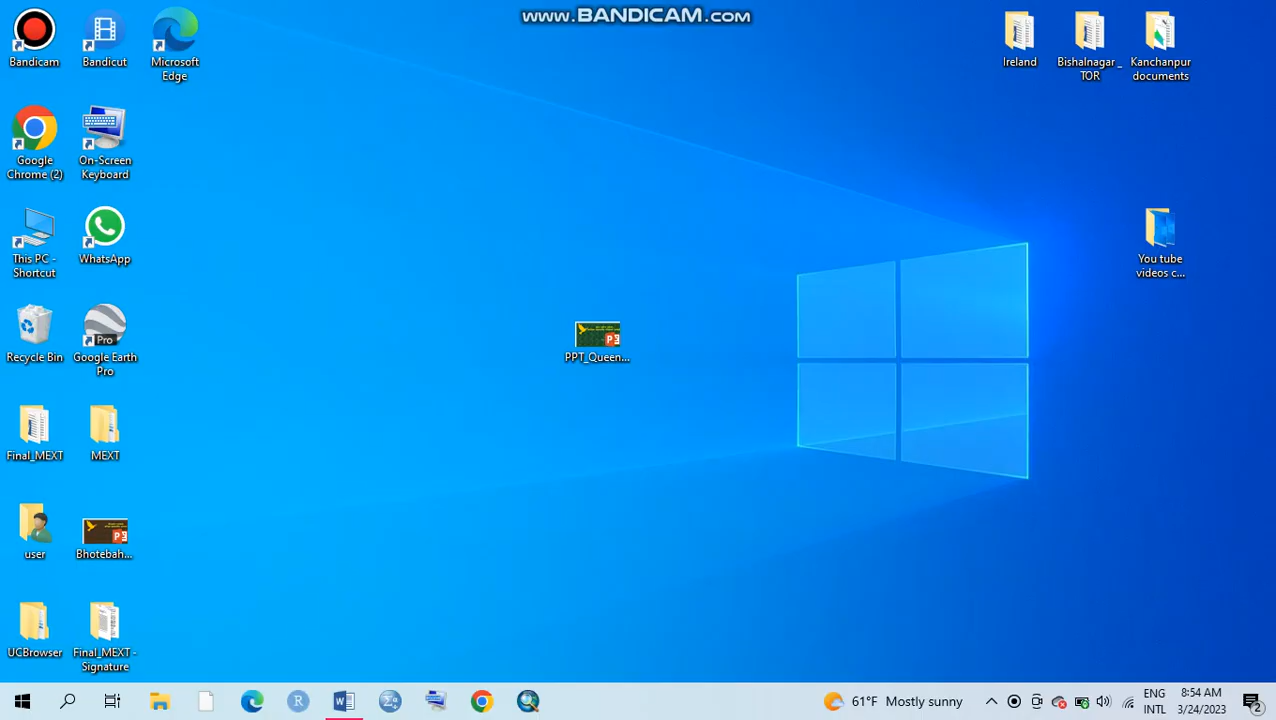 www.BANDICAM.com
Bandicam
Bandicut
Microsoft
Edge
Ireland
Bishalnagar_
TOR
Kanchanpur
documents
Google
Chrome (2)
On-Screen
Keyboard
This PC -
Shortcut
WhatsApp
You tube
videos c...
Recycle Bin
Pro
Google Earth
Pro
PPT_Queen...
Final_MEXT
MEXT
user
Bhotebah...
UCBrowser
Final_MEXT -
Signature
61°F Mostly sunny
ENG
INTL
8:54 AM
3/24/2023
2